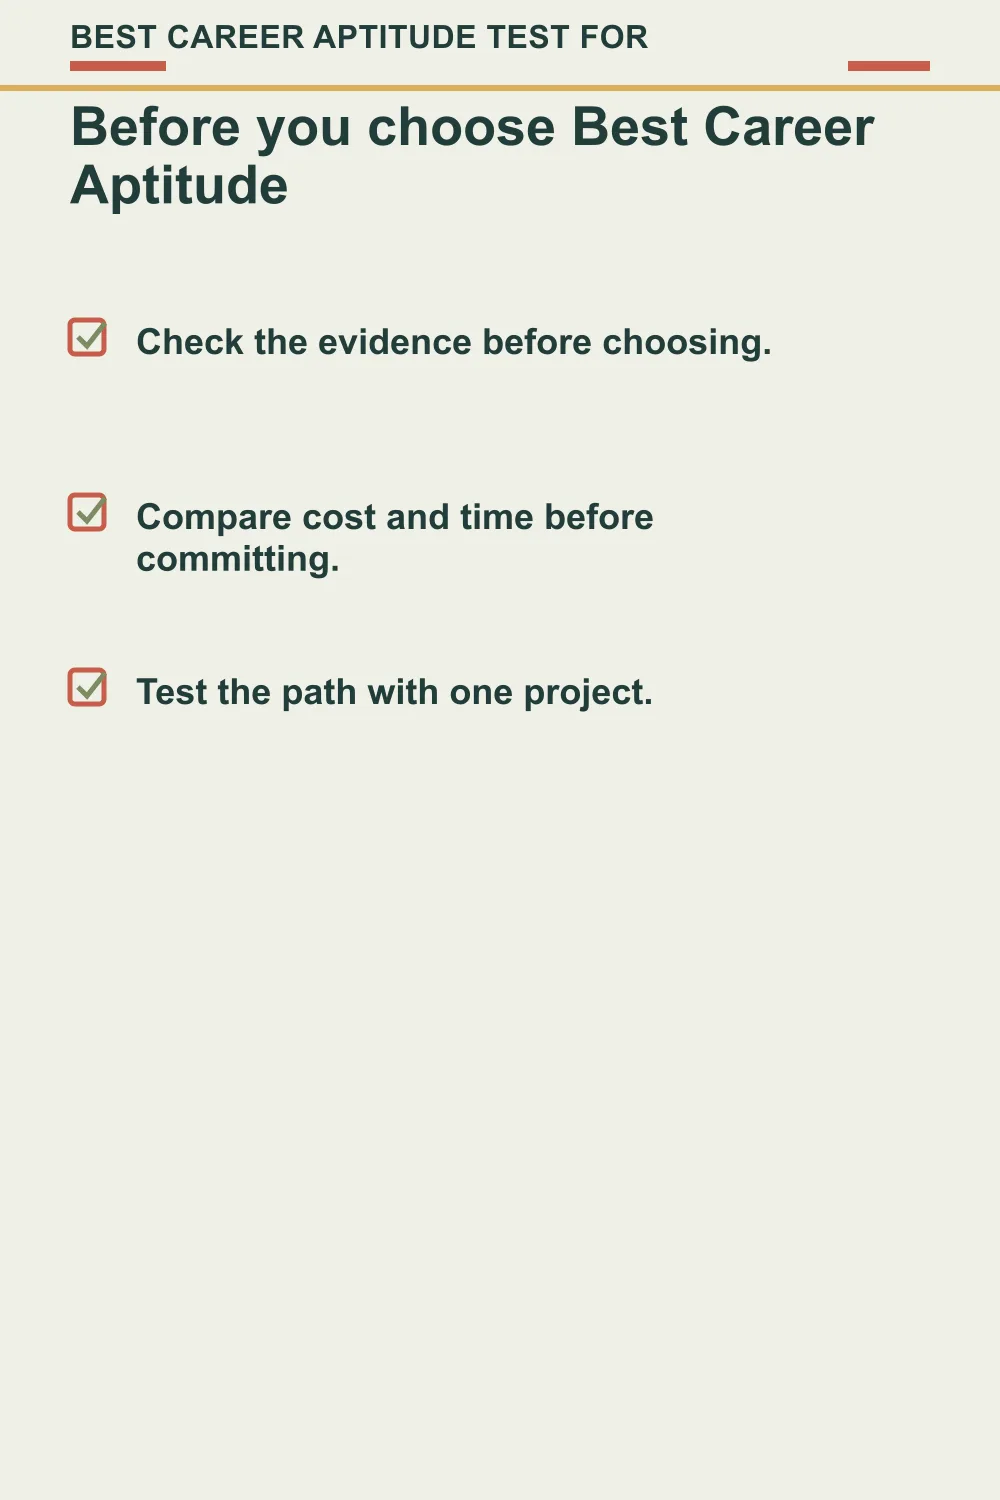 BEST CAREER APTITUDE TEST FOR
Before you choose Best Career
Aptitude
Check the evidence before choosing.
Compare cost and time before
committing.
Test the path with one project.